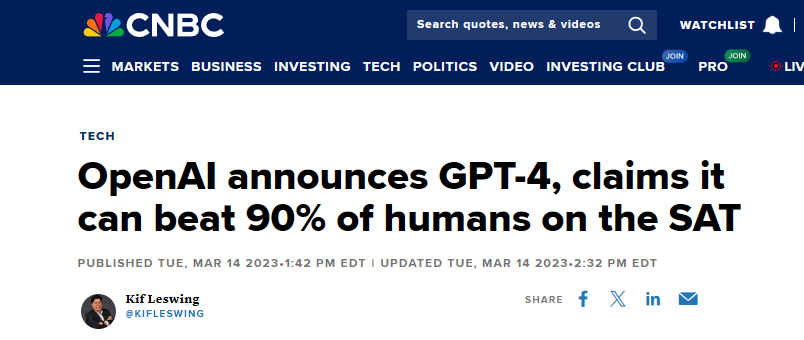 CNBC
Search quotes, news & videos
WATCHLIST
MARKETS BUSINESS INVESTING TECH POLITICS VIDEO INVESTING CLUB JOIN PRO JOIN LIV
TECH
OpenAI announces GPT-4, claims it
can beat 90% of humans on the SAT
PUBLISHED TUE, MAR 14 2023•1:42 PM EDT | UPDATED TUE, MAR 14 2023•2:32 PM EDT
Kif Leswing
@KIFLESWING
SHARE